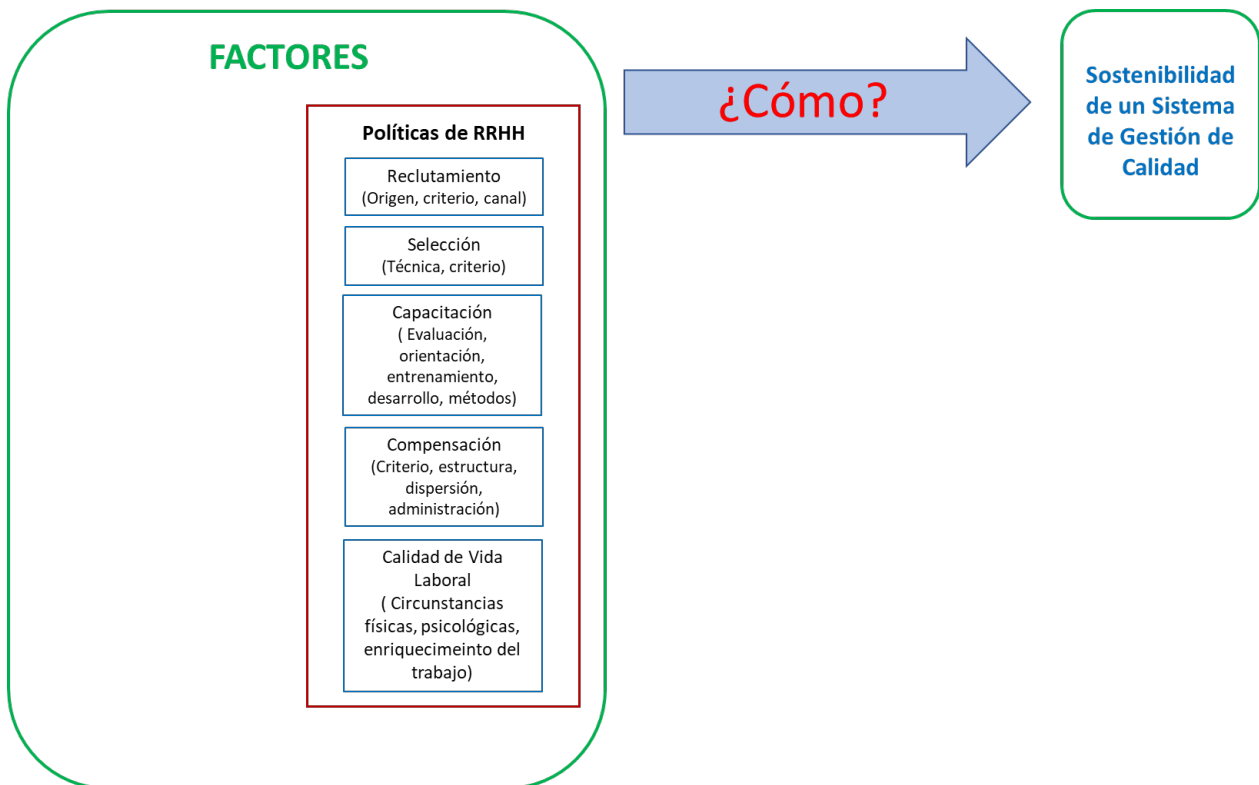 FACTORES
Políticas de RRHH
Reclutamiento
(Origen, criterio, canal)
Selección
(Técnica, criterio)
Capacitación
( Evaluación,
orientación,
entrenamiento,
desarrollo, métodos)
Compensación
(Criterio, estructura,
dispersión,
administración)
Calidad de Vida
Laboral
( Circunstancias
físicas, psicológicas,
enriquecimeinto del
trabajo)
¿Cómo?
Sostenibilidad
de un Sistema
de Gestión de
Calidad